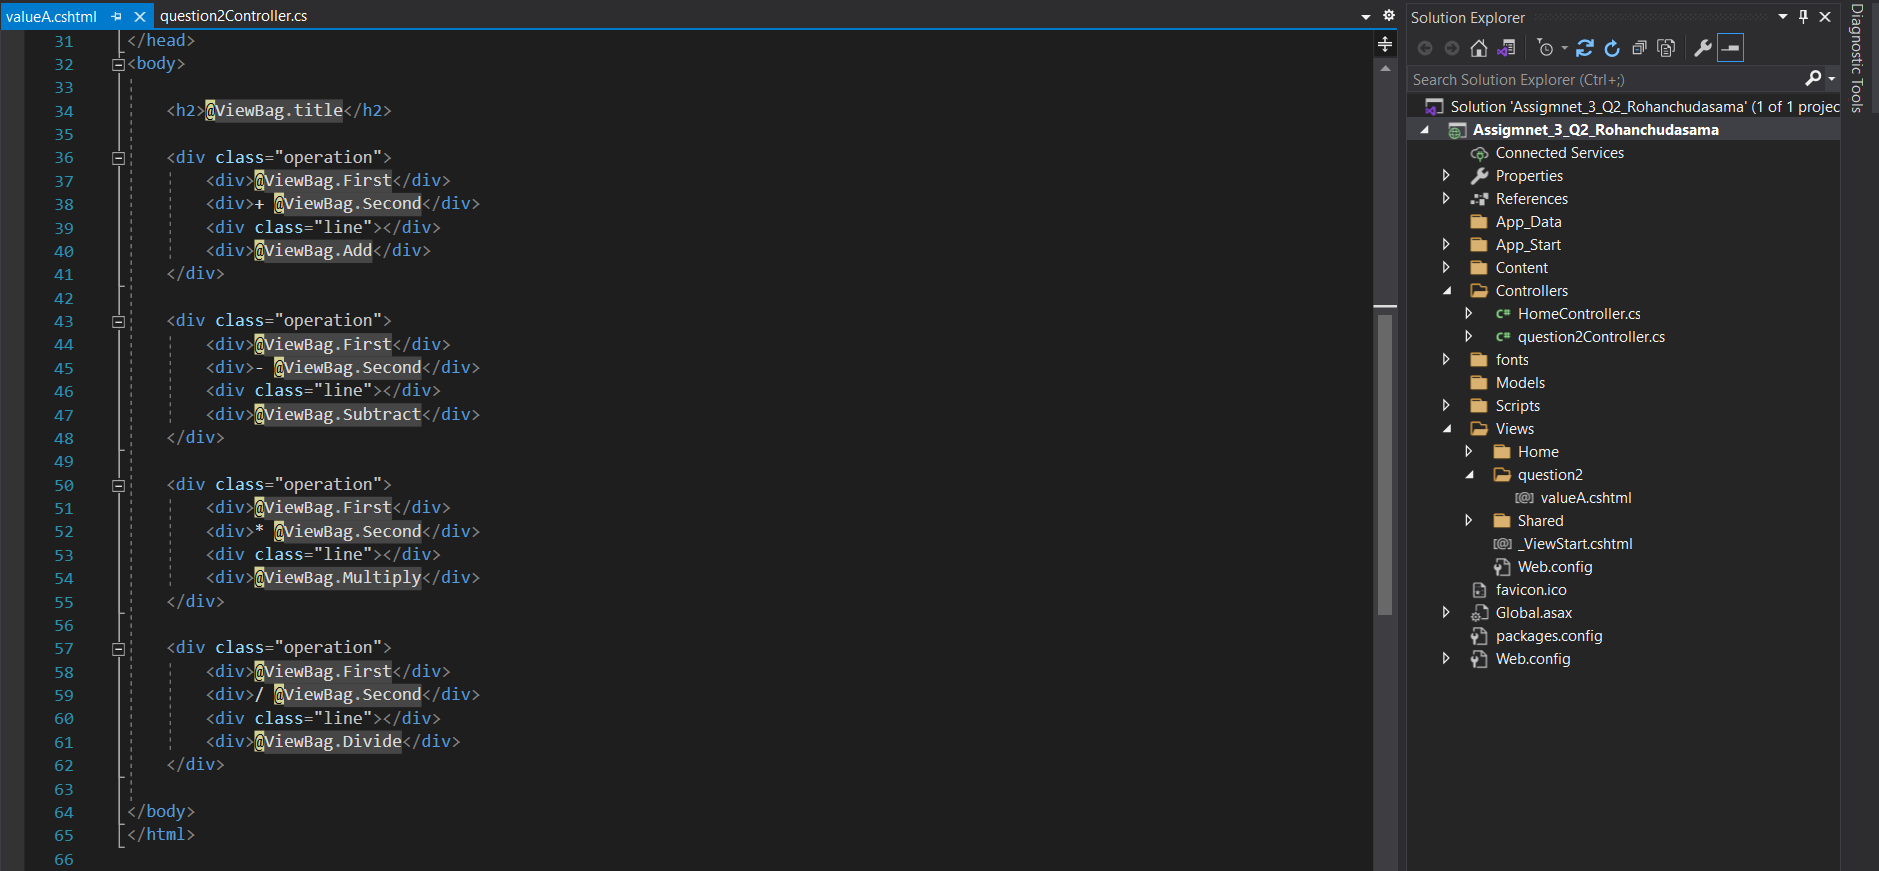 valueA.cshtml
question2Controller.cs
31 </head>
32 <body>
33
34 <h2>@ViewBag.title</h2>
35
36 <div class="operation">
37 <div>@ViewBag.First</div>
38 <div>+ @ViewBag.Second</div>
39 <div class="line"></div>
40 <div>@ViewBag.Add</div>
41 </div>
42
43 <div class="operation">
44 <div>@ViewBag.First</div>
45 <div>- @ViewBag.Second</div>
46 <div class="line"></div>
47 <div>@ViewBag.Subtract</div>
48 </div>
49
50 <div class="operation">
51 <div>@ViewBag.First</div>
52 <div>* @ViewBag.Second</div>
53 <div class="line"></div>
54 <div>@ViewBag.Multiply</div>
55 </div>
56
57 <div class="operation">
58 <div>@ViewBag.First</div>
59 <div>/ @ViewBag.Second</div>
60 <div class="line"></div>
61 <div>@ViewBag.Divide</div>
62 </div>
63
64 </body>
65 </html>
66
Solution Explorer
Search Solution Explorer (Ctrl+;)
Solution 'Assigmnet_3_Q2_Rohanchudasama' (1 of 1 projec
Assigmnet_3_Q2_Rohanchudasama
Connected Services
Properties
References
App_Data
App_Start
Content
Controllers
C# HomeController.cs
C# question2Controller.cs
fonts
Models
Scripts
Views
Home
question2
[@] valueA.cshtml
Shared
[@] _ViewStart.cshtml
Web.config
favicon.ico
Global.asax
packages.config
Web.config
Diagnostic Tools